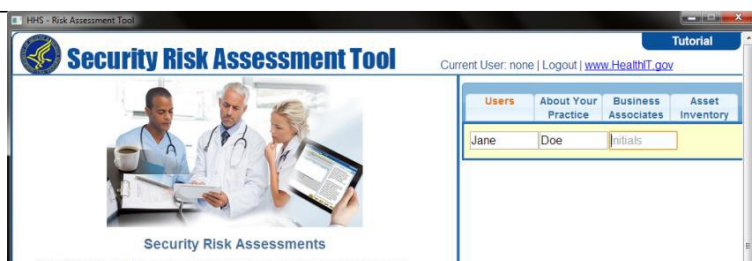 HHS - Risk Assessment Tool
Tutorial
Security Risk Assessment Tool
Current User: none | Logout | www.HealthIT.gov
Users
About Your Practice
Business Associates
Asset Inventory
Jane
Doe
Initials
Security Risk Assessments